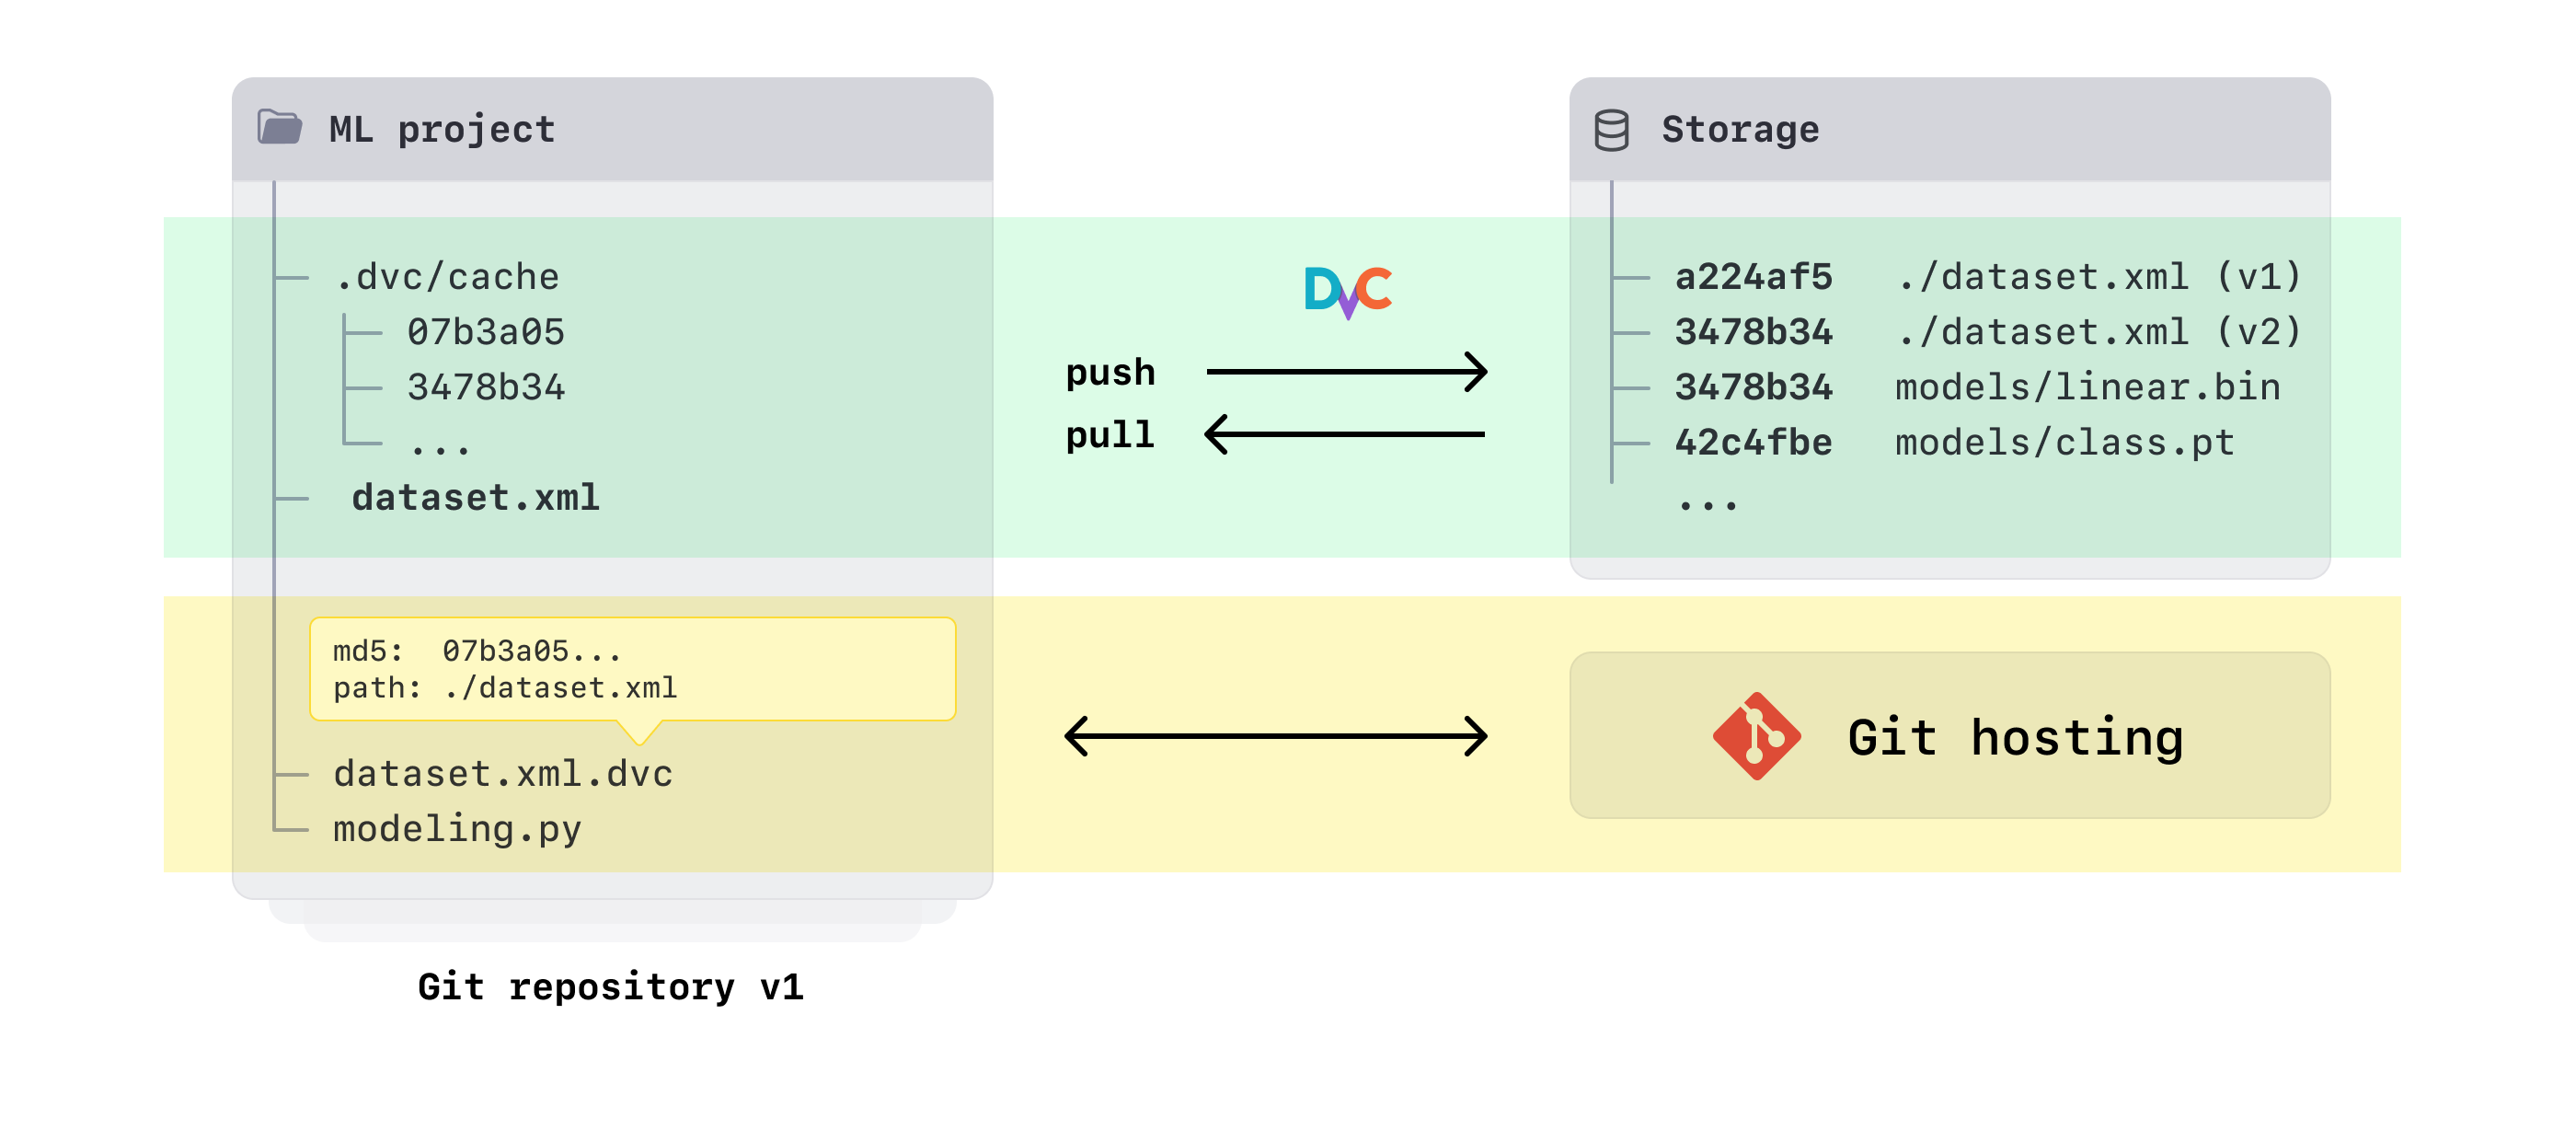 ML project
.dvc/cache
07b3a05
3478b34
...
dataset.xml
md5: 07b3a05...
path: ./dataset.xml
dataset.xml.dvc
modeling.py
Git repository v1
DVC
push
pull
Storage
a224af5 ./dataset.xml (v1)
3478b34 ./dataset.xml (v2)
3478b34 models/linear.bin
42c4fbe models/class.pt
...
Git hosting